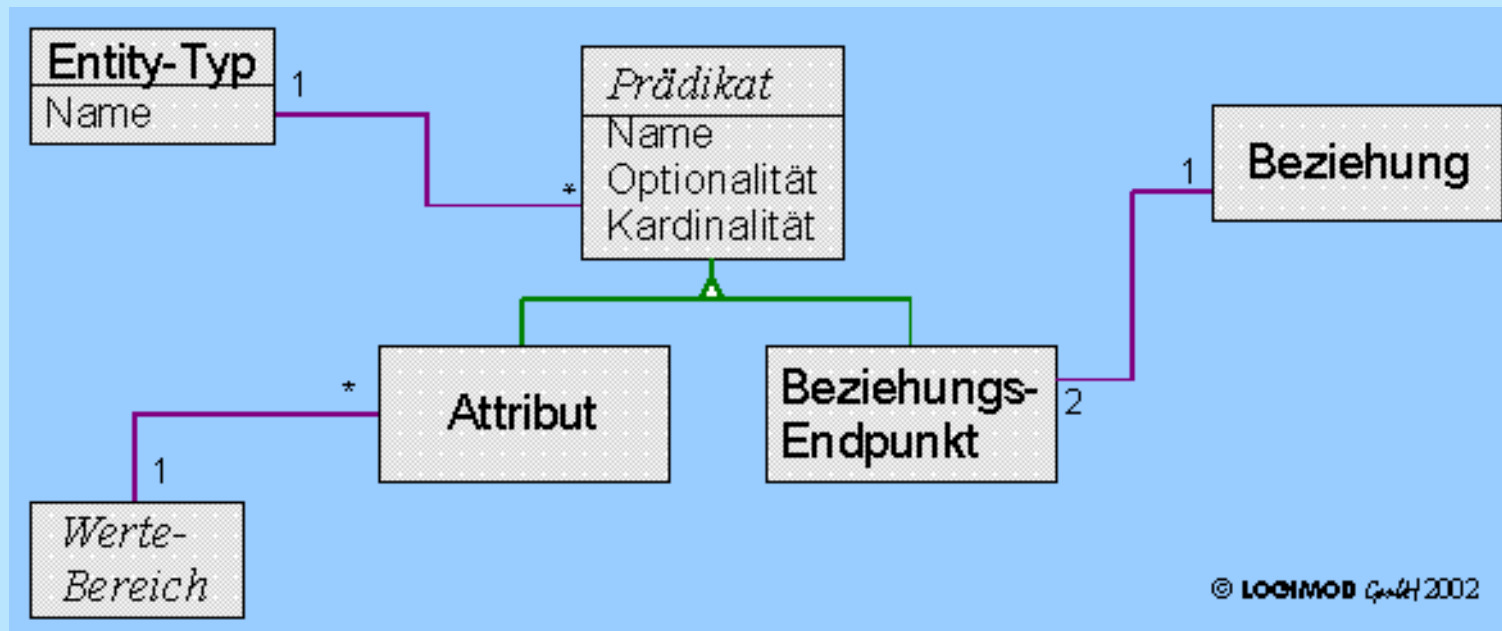 Entity-Typ
Name
1
*
Prädikat
Name
Optionalität
Kardinalität
1
Beziehung
*
Attribut
Beziehungs-
Endpunkt
2
1
Werte-
Bereich
© LOGIMOD GmbH 2002